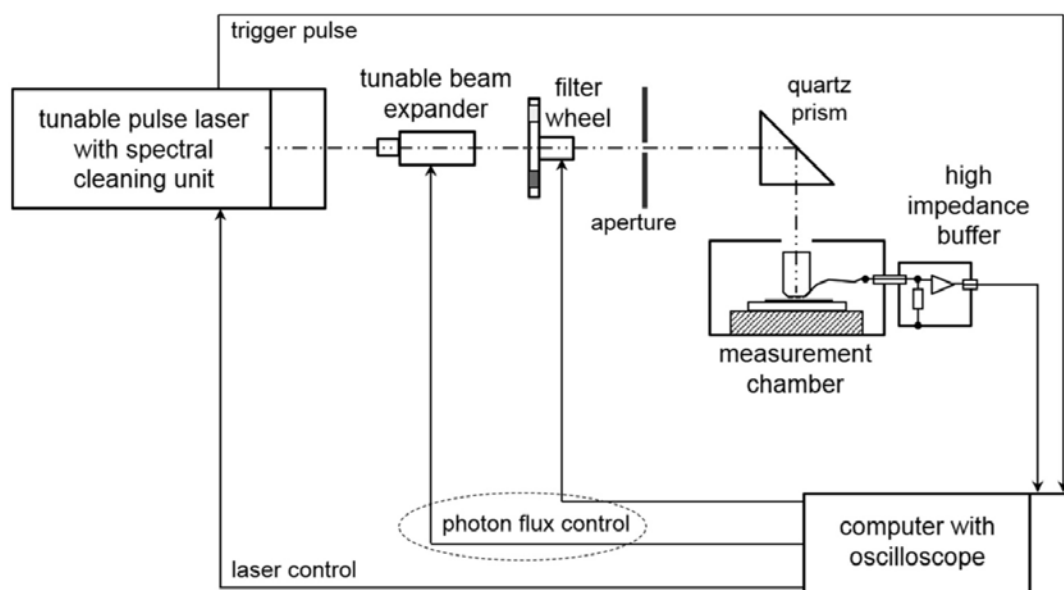 trigger pulse
tunable pulse laser
with spectral
cleaning unit
tunable beam
expander
filter
wheel
aperture
quartz
prism
high
impedance
buffer
measurement
chamber
photon flux control
laser control
computer with
oscilloscope